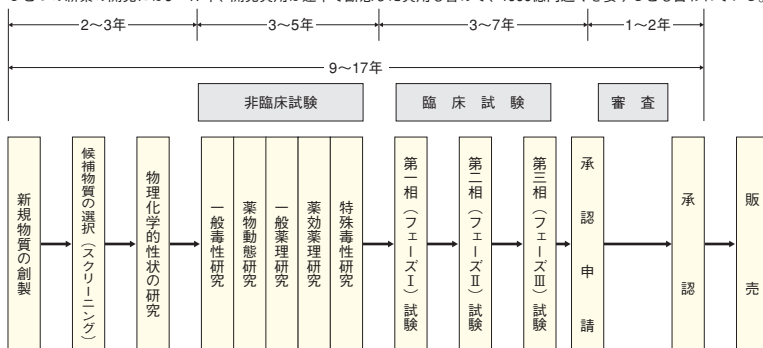 2〜3年
3〜5年
3〜7年
1〜2年
9〜17年
非臨床試験
臨床試験
審査
新規物質の創製
候補物質の選択(スクリーニング)
物理化学的性状の研究
一般毒性研究
薬物動態研究
一般薬理研究
薬効薬理研究
特殊毒性研究
第一相(フェーズⅠ)試験
第二相(フェーズⅡ)試験
第三相(フェーズⅢ)試験
承認申請
承認
販売